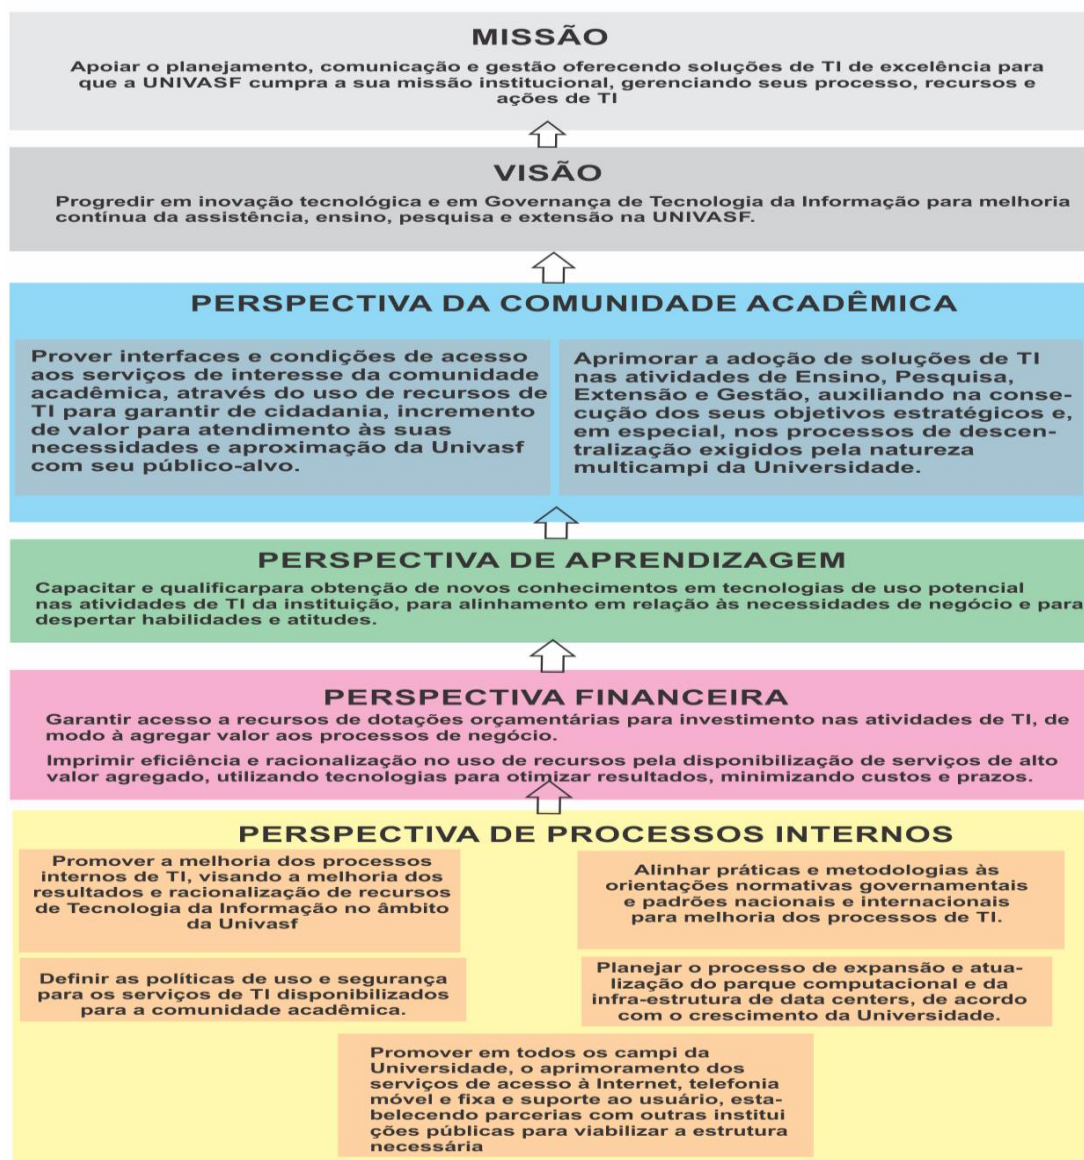 MISSÃO
Apoiar o planejamento, comunicação e gestão oferecendo soluções de TI de excelência para
que a UNIVASF cumpra a sua missão institucional, gerenciando seus processo, recursos e
ações de TI
VISÃO
Progredir em inovação tecnológica e em Governança de Tecnologia da Informação para melhoria
contínua da assistência, ensino, pesquisa e extensão na UNIVASF.
PERSPECTIVA DA COMUNIDADE ACADÊMICA
Prover interfaces e condições de acesso
aos serviços de interesse da comunidade
acadêmica, através do uso de recursos de
TI para garantir de cidadania, incremento
de valor para atendimento às suas
necessidades e aproximação da Univasf
com seu público-alvo.
Aprimorar a adoção de soluções de TI
nas atividades de Ensino, Pesquisa,
Extensão e Gestão, auxiliando na conse-
cução dos seus objetivos estratégicos e,
em especial, nos processos de descen-
tralização exigidos pela natureza
multicampi da Universidade.
PERSPECTIVA DE APRENDIZAGEM
Capacitar e qualificarpara obtenção de novos conhecimentos em tecnologias de uso potencial
nas atividades de TI da instituição, para alinhamento em relação às necessidades de negócio e para
despertar habilidades e atitudes.
PERSPECTIVA FINANCEIRA
Garantir acesso a recursos de dotações orçamentárias para investimento nas atividades de TI, de
modo à agregar valor aos processos de negócio.
Imprimir eficiência e racionalização no uso de recursos pela disponibilização de serviços de alto
valor agregado, utilizando tecnologias para otimizar resultados, minimizando custos e prazos.
PERSPECTIVA DE PROCESSOS INTERNOS
Promover a melhoria dos processos
internos de TI, visando a melhoria dos
resultados e racionalização de recursos
de Tecnologia da Informação no âmbito
da Univasf
Alinhar práticas e metodologias às
orientações normativas governamentais
e padrões nacionais e internacionais
para melhoria dos processos de TI.
Definir as políticas de uso e segurança
para os serviços de TI disponibilizados
para a comunidade acadêmica.
Planejar o processo de expansão e atua-
lização do parque computacional e da
infra-estrutura de data centers, de acordo
com o crescimento da Universidade.
Promover em todos os campi da
Universidade, o aprimoramento dos
serviços de acesso à Internet, telefonia
móvel e fixa e suporte ao usuário, esta-
belecendo parcerias com outras institui
ções públicas para viabilizar a estrutura
necessária